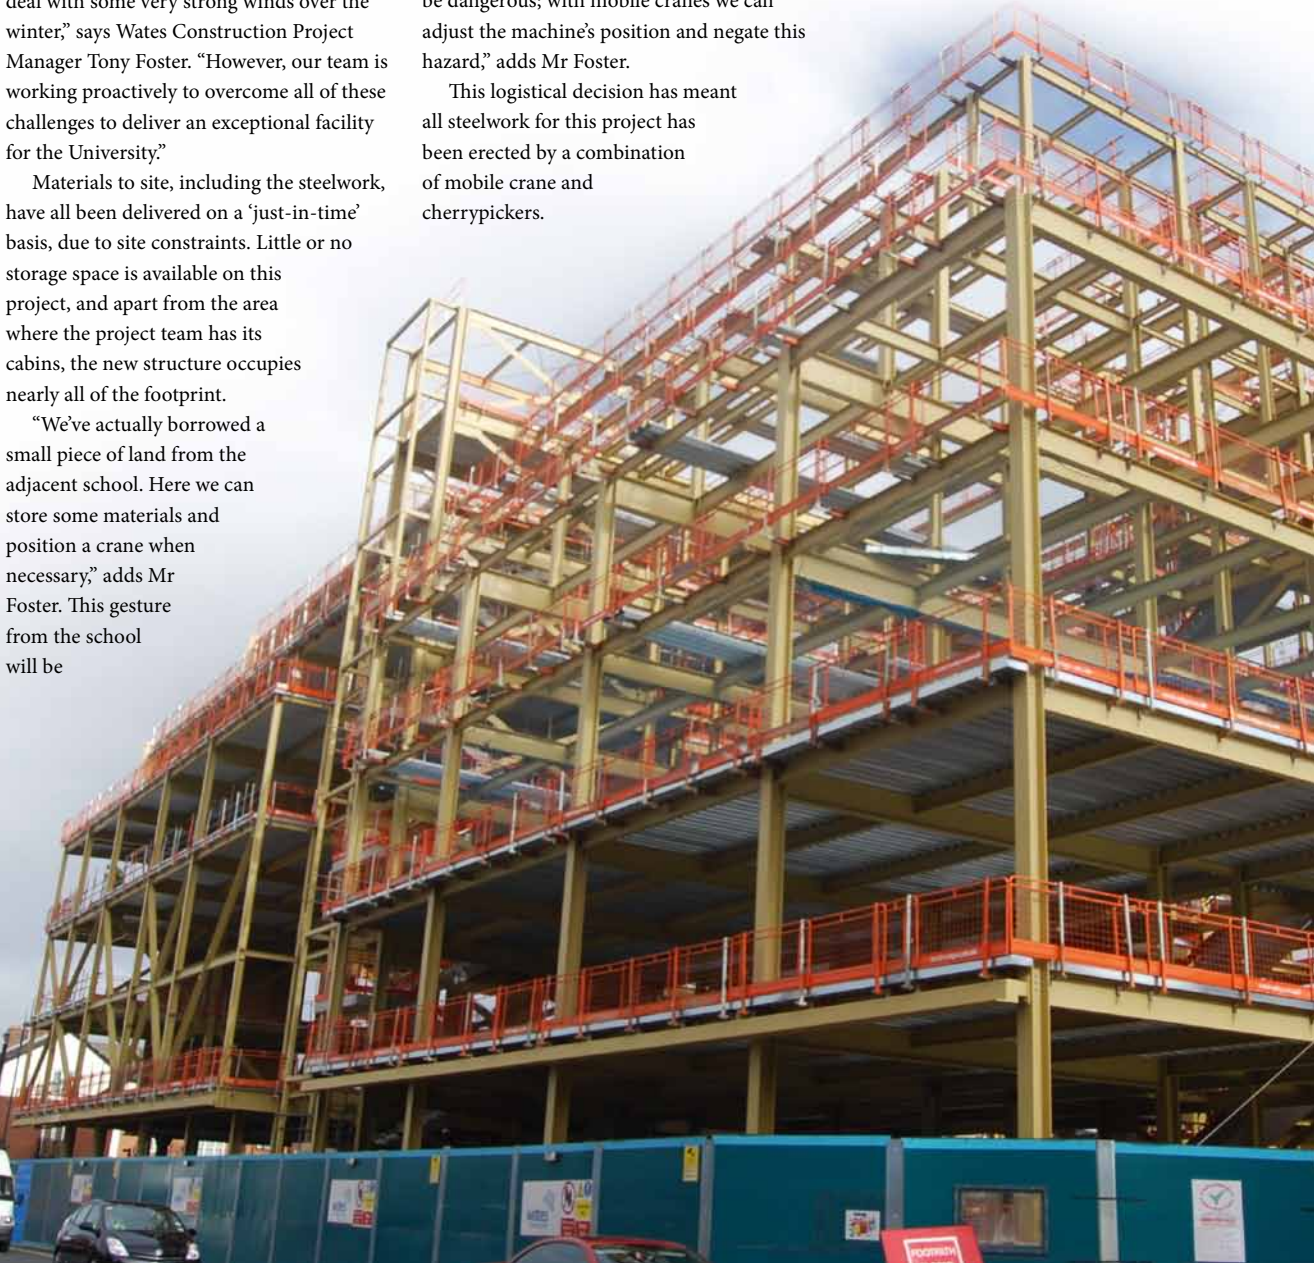 deal with some very strong winds over the
winter,” says Wates Construction Project
Manager Tony Foster. “However, our team is
working proactively to overcome all of these
challenges to deliver an exceptional facility
for the University.”
Materials to site, including the steelwork,
have all been delivered on a ‘just-in-time’
basis, due to site constraints. Little or no
storage space is available on this
project, and apart from the area
where the project team has its
cabins, the new structure occupies
nearly all of the footprint.
“We’ve actually borrowed a
small piece of land from the
adjacent school. Here we can
store some materials and
position a crane when
necessary,” adds Mr
Foster. This gesture
from the school
will be
be dangerous; with mobile cranes we can
adjust the machine’s position and negate this
hazard,” adds Mr Foster.
This logistical decision has meant
all steelwork for this project has
been erected by a combination
of mobile crane and
cherrypickers.
FOOTPATH